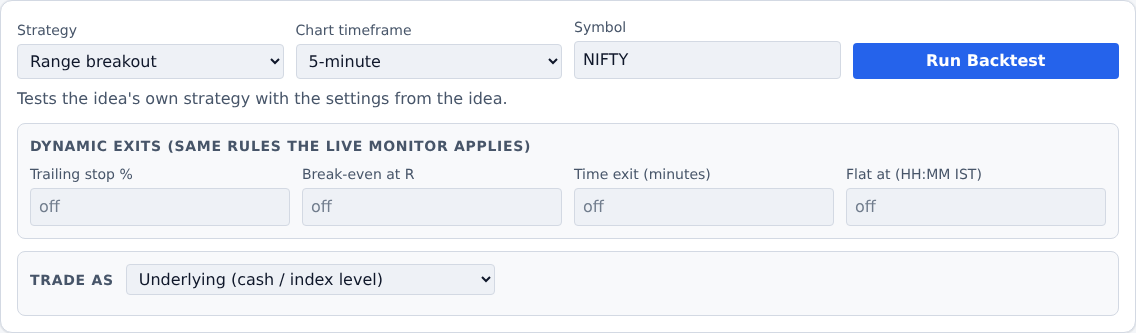 Strategy
Chart timeframe
Symbol
Range breakout
5-minute
NIFTY
Run Backtest
Tests the idea's own strategy with the settings from the idea.
DYNAMIC EXITS (SAME RULES THE LIVE MONITOR APPLIES)
Trailing stop %
Break-even at R
Time exit (minutes)
Flat at (HH:MM IST)
off
off
off
off
TRADE AS
Underlying (cash / index level)